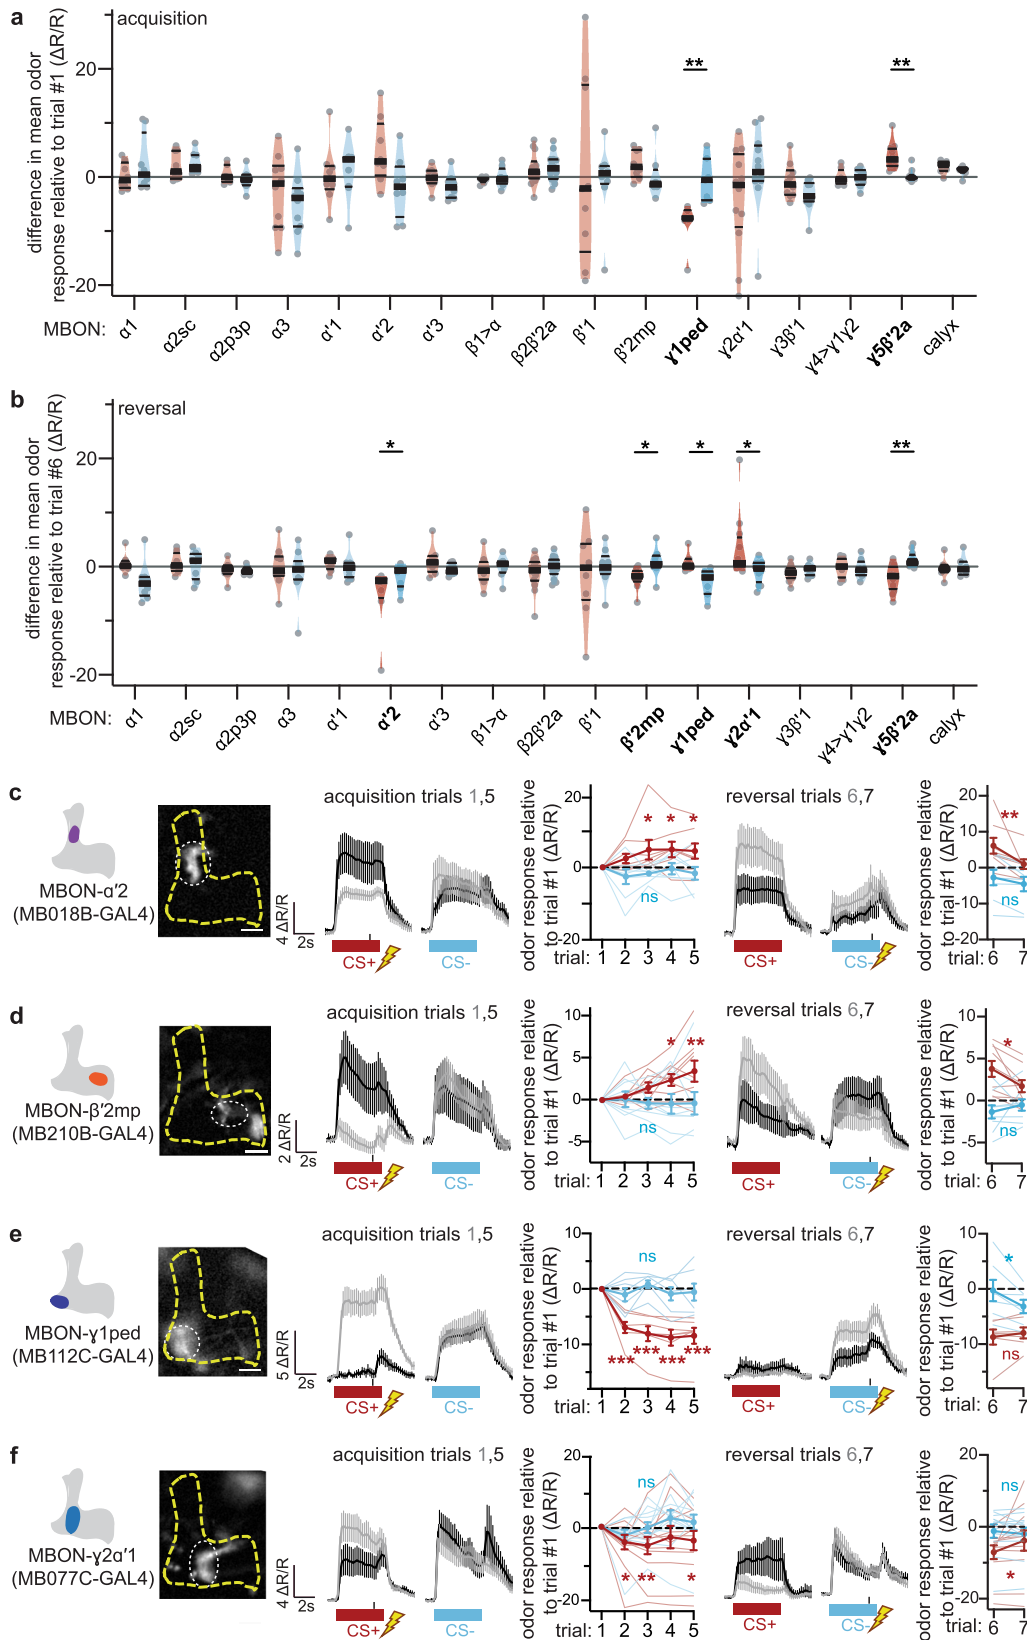 a
acquisition
difference in mean odor
response relative to trial #1 (ΔR/R)
20
0
-20
** **
MBON: α1 α2sc α2p3p α3 α'1 α'2 α'3 β1>α β2β'2a β'1 β'2mp γ1ped γ2α'1 γ3β'1 γ4>γ1γ2 γ5β'2a calyx
b
reversal
difference in mean odor
response relative to trial #6 (ΔR/R)
20
0
-20
* * * * **
MBON: α1 α2sc α2p3p α3 α'1 α'2 α'3 β1>α β2β'2a β'1 β'2mp γ1ped γ2α'1 γ3β'1 γ4>γ1γ2 γ5β'2a calyx
c
MBON-α'2
(MB018B-GAL4)
acquisition trials 1,5
4 ΔR/R
2s
CS+
CS-
odor response relative
to trial #1 (ΔR/R)
20
10
0
-20
* * *
ns
trial: 1 2 3 4 5
reversal trials 6,7
CS+
CS-
odor response relative
to trial #1 (ΔR/R)
20
10
0
-10
-20
**
ns
trial: 6 7
d
MBON-β'2mp
(MB210B-GAL4)
acquisition trials 1,5
2 ΔR/R
2s
CS+
CS-
odor response relative
to trial #1 (ΔR/R)
10
5
0
-5
* **
ns
trial: 1 2 3 4 5
reversal trials 6,7
CS+
CS-
odor response relative
to trial #1 (ΔR/R)
10
5
0
-5
*
ns
trial: 6 7
e
MBON-γ1ped
(MB112C-GAL4)
acquisition trials 1,5
5 ΔR/R
2s
CS+
CS-
odor response relative
to trial #1 (ΔR/R)
10
0
-10
ns
*** *** *** ***
trial: 1 2 3 4 5
reversal trials 6,7
CS+
CS-
odor response relative
to trial #1 (ΔR/R)
10
0
-10
*
ns
trial: 6 7
f
MBON-γ2α'1
(MB077C-GAL4)
acquisition trials 1,5
4 ΔR/R
2s
CS+
CS-
odor response relative
to trial #1 (ΔR/R)
20
10
0
-10
-20
ns
* ** *
trial: 1 2 3 4 5
reversal trials 6,7
CS+
CS-
odor response relative
to trial #1 (ΔR/R)
20
10
0
-10
-20
ns
*
trial: 6 7